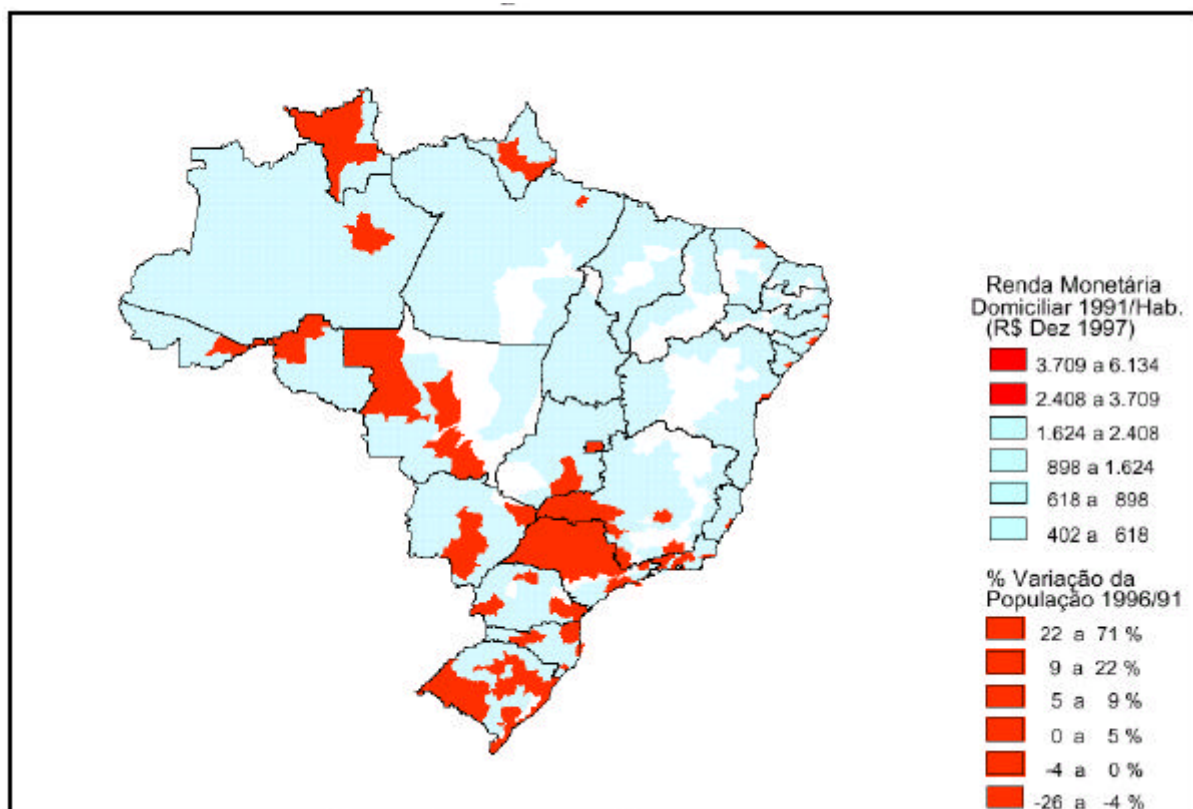 Renda Monetária
Domiciliar 1991/Hab.
(R$ Dez 1997)
3.709 a 6.134
2.408 a 3.709
1.624 a 2.408
898 a 1.624
618 a 898
402 a 618
% Variação da
População 1996/91
22 a 71 %
9 a 22 %
5 a 9 %
0 a 5 %
-4 a 0 %
-26 a -4 %